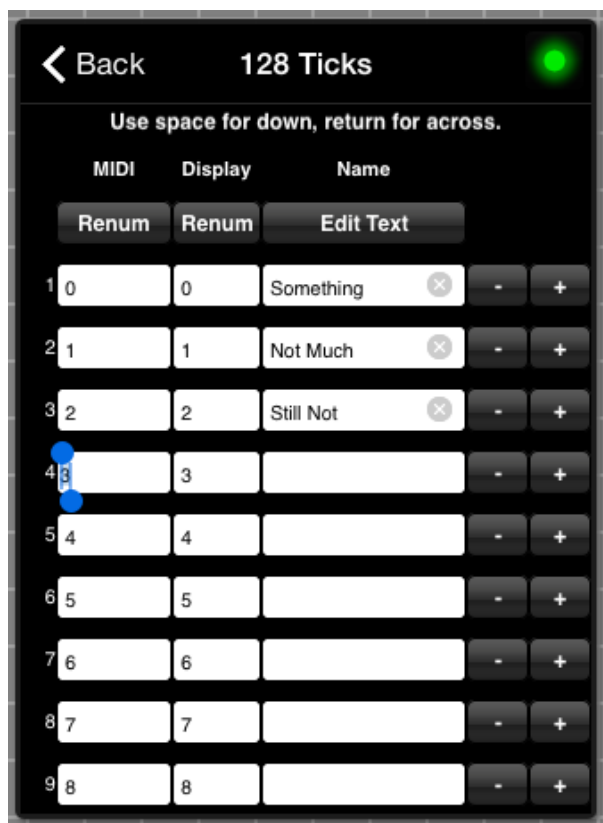 Back 128 Ticks
Use space for down, return for across.
MIDI Display Name
Renum Renum Edit Text
1 0 0 Something - +
2 1 1 Not Much - +
3 2 2 Still Not - +
4 3 3 - +
5 4 4 - +
6 5 5 - +
7 6 6 - +
8 7 7 - +
9 8 8 - +